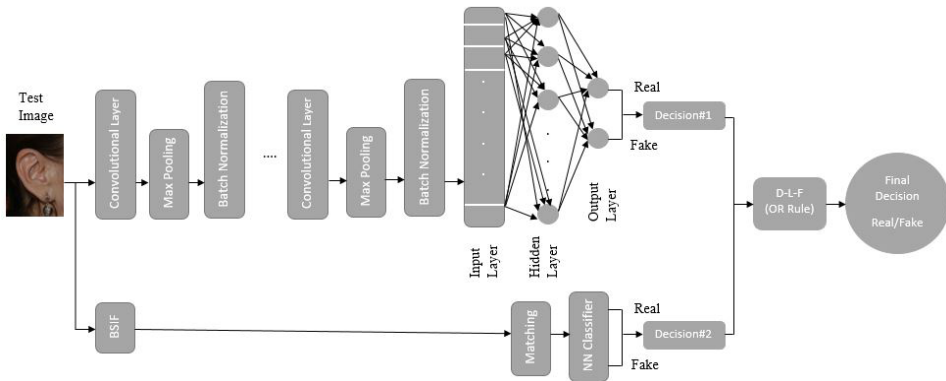 Test
Image
Convolutional Layer
Max Pooling
Batch Normalization
....
Convolutional Layer
Max Pooling
Batch Normalization
Input
Layer
Hidden
Layer
Output
Layer
Real
Fake
Decision#1
BSIF
Matching
NN Classifier
Real
Fake
Decision#2
D-L-F
(OR Rule)
Final
Decision
Real/Fake